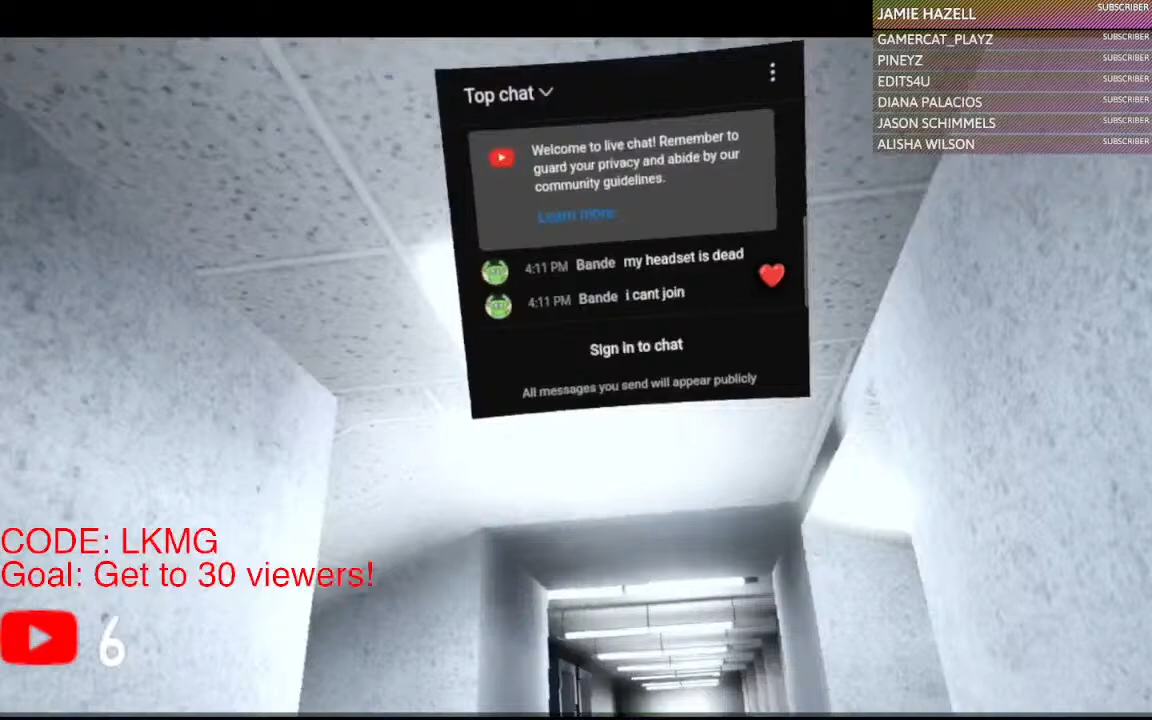 JAMIE HAZELL SUBSCRIBER
GAMERCAT_PLAYZ SUBSCRIBER
PINEYZ SUBSCRIBER
EDITS4U SUBSCRIBER
DIANA PALACIOS SUBSCRIBER
JASON SCHIMMELS SUBSCRIBER
ALISHA WILSON SUBSCRIBER
Top chat
Welcome to live chat! Remember to
guard your privacy and abide by our
community guidelines.
Learn more
4:11 PM Bande my headset is dead
4:11 PM Bande i cant join
Sign in to chat
All messages you send will appear publicly
CODE: LKMG
Goal: Get to 30 viewers!
6